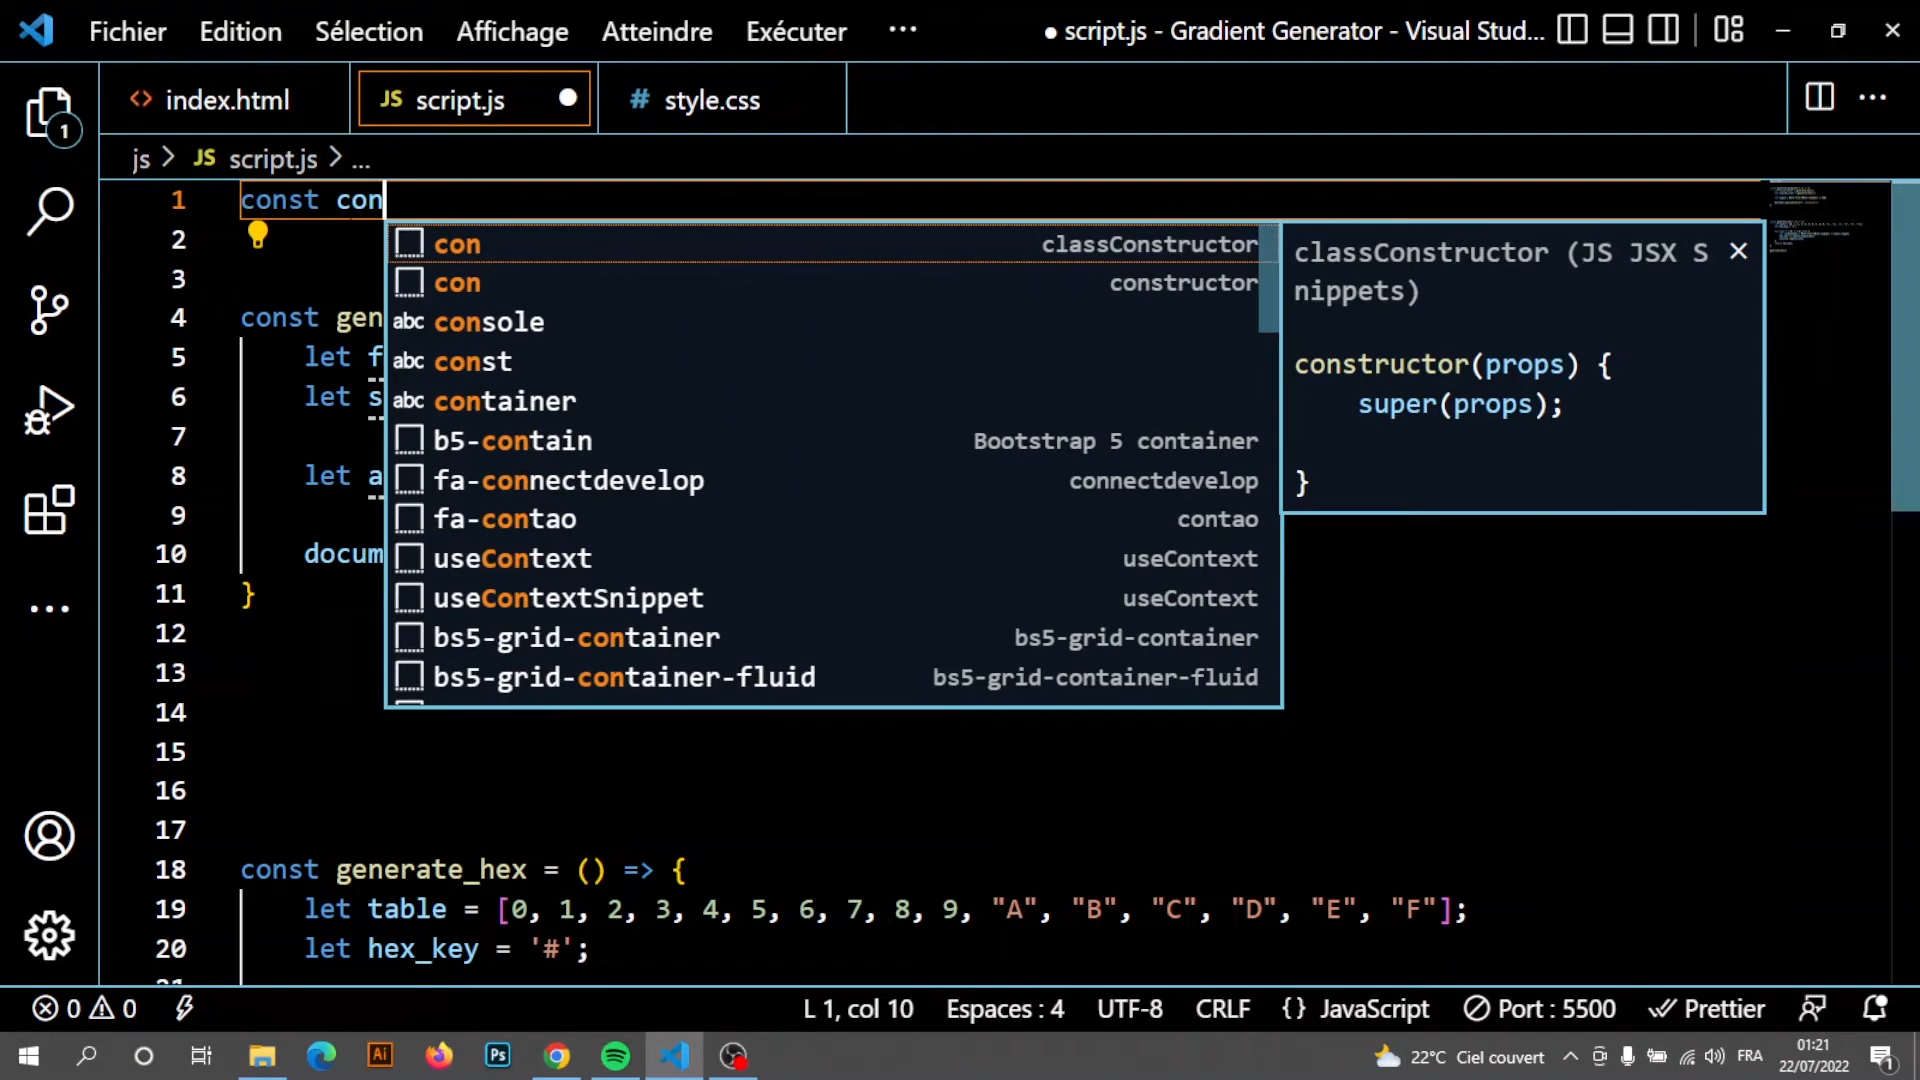 Fichier Edition Sélection Affichage Atteindre Exécuter ··· ● script.js - Gradient Generator - Visual Stud...
index.html JS script.js # style.css ···
1
js > JS script.js > ...
1 const con
2
3
4 const gen
5 let f
6 let s
7
8 let a
9
10 docum
11 }
12
13
14
15
16
17
18 const generate_hex = () => {
19 let table = [0, 1, 2, 3, 4, 5, 6, 7, 8, 9, "A", "B", "C", "D", "E", "F"];
20 let hex_key = '#';
con classConstructor
con constructor
abc console
abc const
abc container
b5-contain Bootstrap 5 container
fa-connectdevelop connectdevelop
fa-contao contao
useContext useContext
useContextSnippet useContext
bs5-grid-container bs5-grid-container
bs5-grid-container-fluid bs5-grid-container-fluid
classConstructor (JS JSX S
nippets)
constructor(props) {
super(props);
}
0 0 L 1, col 10 Espaces : 4 UTF-8 CRLF {} JavaScript Port : 5500 Prettier
Ai Ps 22°C Ciel couvert FRA 01:21
22/07/2022 1